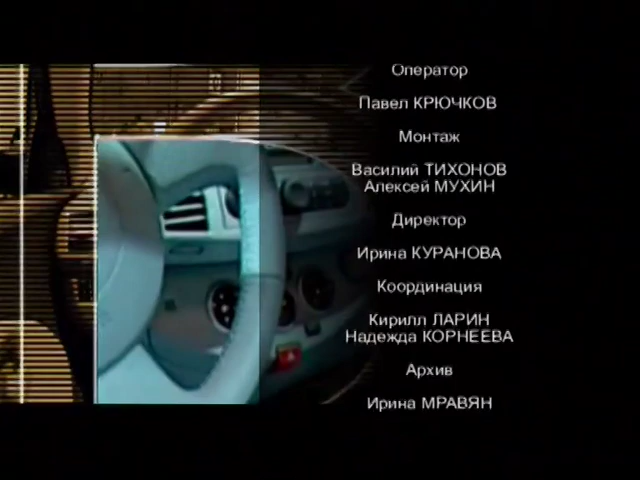 Оператор
Павел КРЮЧКОВ
Монтаж
Василий ТИХОНОВ
Алексей МУХИН
Директор
Ирина КУРАНОВА
Координация
Кирилл ЛАРИН
Надежда КОРНЕЕВА
Архив
Ирина МРАВЯН